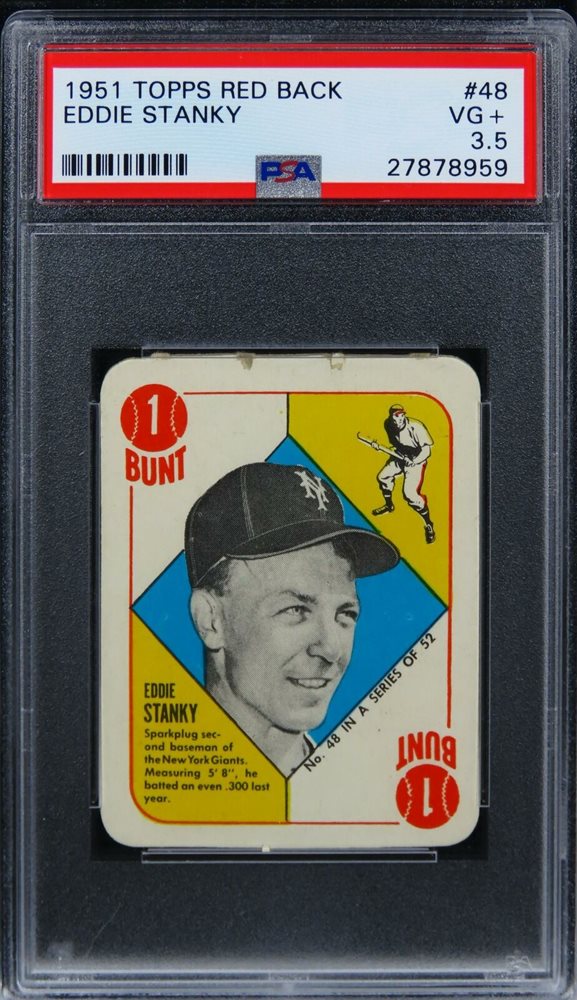 1951 TOPPS RED BACK #48
EDDIE STANKY VG+
3.5
PSA 27878959
1
BUNT
NY
EDDIE
STANKY
Sparkplug sec-
ond baseman of
the New York Giants.
Measuring 5' 8", he
batted an even .300 last
year.
No. 48 IN A SERIES OF 52
BUNT
1